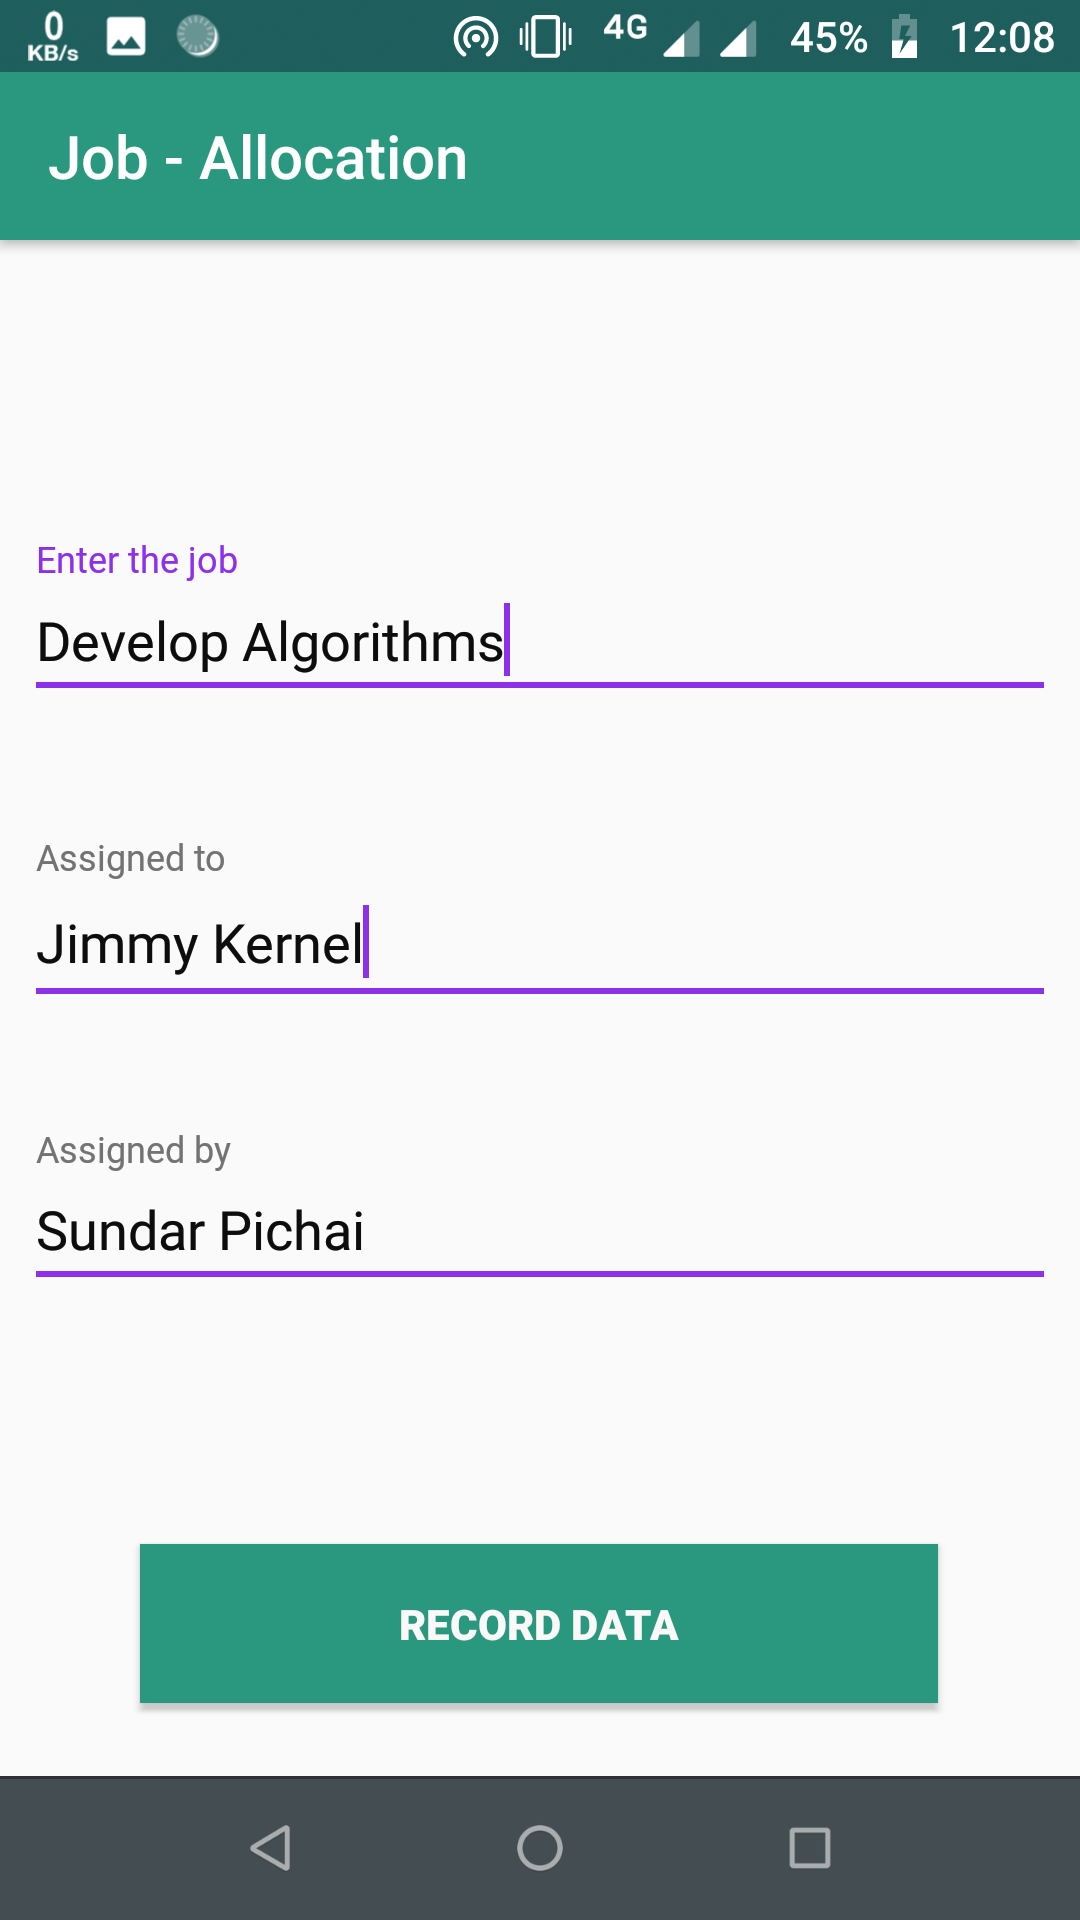 0
KB/s
4G
45%
12:08
Job - Allocation
Enter the job
Develop Algorithms
Assigned to
Jimmy Kernel
Assigned by
Sundar Pichai
RECORD DATA